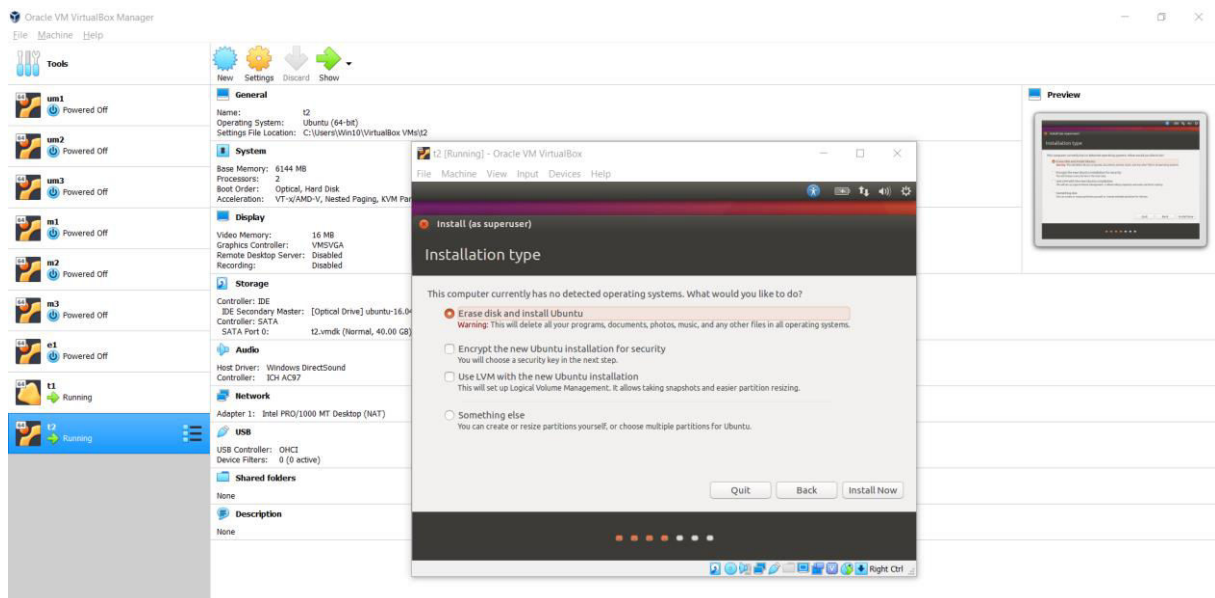 Oracle VM VirtualBox Manager
File Machine Help
Tools
um1
Powered Off
um2
Powered Off
um3
Powered Off
m1
Powered Off
m2
Powered Off
m3
Powered Off
e1
Powered Off
t1
Running
t2
Running
New Settings Discard Show
General
Name: t2
Operating System: Ubuntu (64-bit)
Settings File Location: C:\Users\Win10\VirtualBox VMs\t2
System
Base Memory: 6144 MB
Processors: 2
Boot Order: Optical, Hard Disk
Acceleration: VT-x/AMD-V, Nested Paging, KVM Par
Display
Video Memory: 16 MB
Graphics Controller: VMSVGA
Remote Desktop Server: Disabled
Recording: Disabled
Storage
Controller: IDE
IDE Secondary Master: [Optical Drive] ubuntu-16.04
Controller: SATA
SATA Port 0: t2.vmdk (Normal, 40.00 GB)
Audio
Host Driver: Windows DirectSound
Controller: ICH AC97
Network
Adapter 1: Intel PRO/1000 MT Desktop (NAT)
USB
USB Controller: OHCI
Device Filters: 0 (0 active)
Shared folders
None
Description
None
Preview
Installation type
t2 [Running] - Oracle VM VirtualBox
File Machine View Input Devices Help
Install (as superuser)
Installation type
This computer currently has no detected operating systems. What would you like to do?
Erase disk and install Ubuntu
Warning: This will delete all your programs, documents, photos, music, and any other files in all operating systems.
Encrypt the new Ubuntu installation for security
You will choose a security key in the next step.
Use LVM with the new Ubuntu installation
This will set up Logical Volume Management. It allows taking snapshots and easier partition resizing.
Something else
You can create or resize partitions yourself, or choose multiple partitions for Ubuntu.
Quit Back Install Now
Right Ctrl